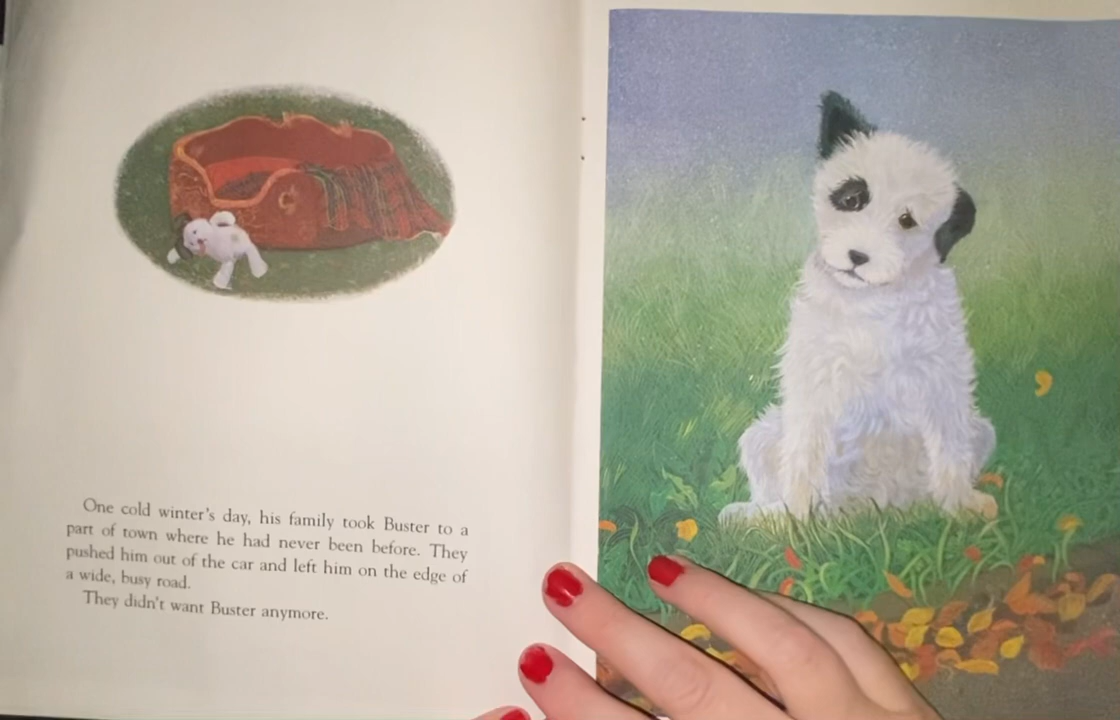 One cold winter's day, his family took Buster to a
part of town where he had never been before. They
pushed him out of the car and left him on the edge of
a wide, busy road.
They didn't want Buster anymore.